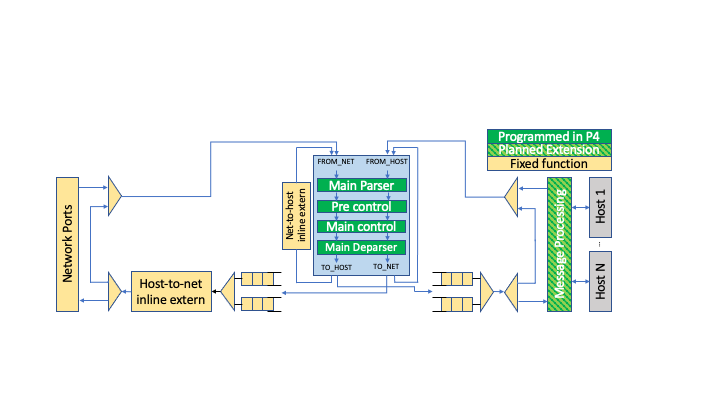 Programmed in P4
Planned Extension
Fixed function
FROM_NET
FROM_HOST
Main Parser
Pre control
Main control
Main Deparser
TO_HOST
TO_NET
Net-to-host
inline extern
Network Ports
Host-to-net
inline extern
Message Processing
Host 1
...
Host N